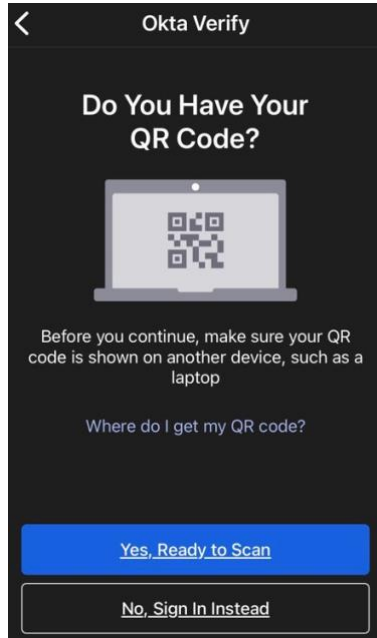 Okta Verify
Do You Have Your
QR Code?
Before you continue, make sure your QR
code is shown on another device, such as a
laptop
Where do I get my QR code?
Yes, Ready to Scan
No, Sign In Instead